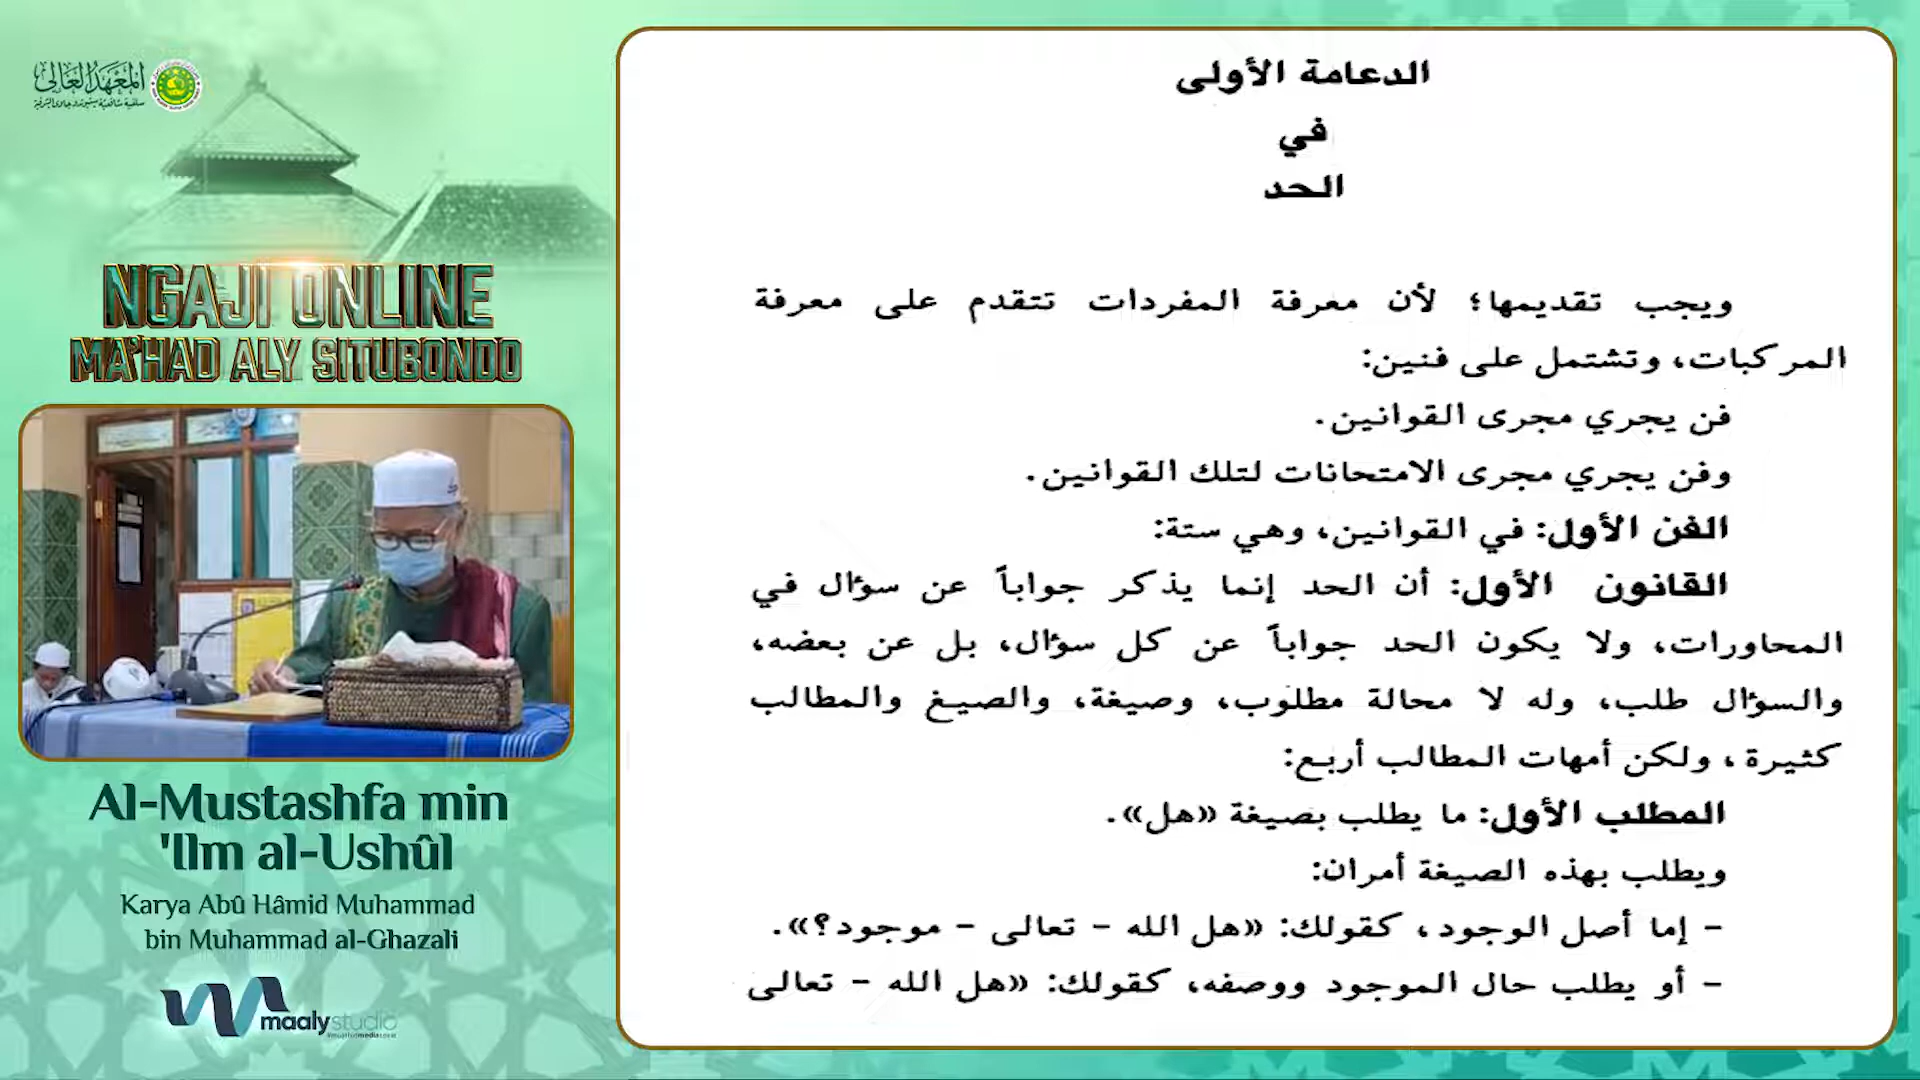 المعهد العالي
NGAJI ONLINE
MA'HAD ALY SITUBONDO
Al-Mustashfa min
'Ilm al-Ushûl
Karya Abû Hâmid Muhammad
bin Muhammad al-Ghazali
maalystudio
الدعامة الأولى
في
الحد
ويجب تقديمها؛ لأن معرفة المفردات تتقدم على معرفة
المركبات، وتشتمل على فنين:
فن يجري مجرى القوانين.
وفن يجري مجرى الامتحانات لتلك القوانين.
الفن الأول: في القوانين، وهي ستة:
القانون الأول: أن الحد إنما يذكر جواباً عن سؤال في
المحاورات، ولا يكون الحد جواباً عن كل سؤال، بل عن بعضه،
والسؤال طلب، وله لا محالة مطلوب، وصيغة، والصيغ والمطالب
كثيرة، ولكن أمهات المطالب أربع:
المطلب الأول: ما يطلب بصيغة «هل».
ويطلب بهذه الصيغة أمران:
– إما أصل الوجود، كقولك: «هل الله – تعالى – موجود؟».
– أو يطلب حال الموجود ووصفه، كقولك: «هل الله – تعالى